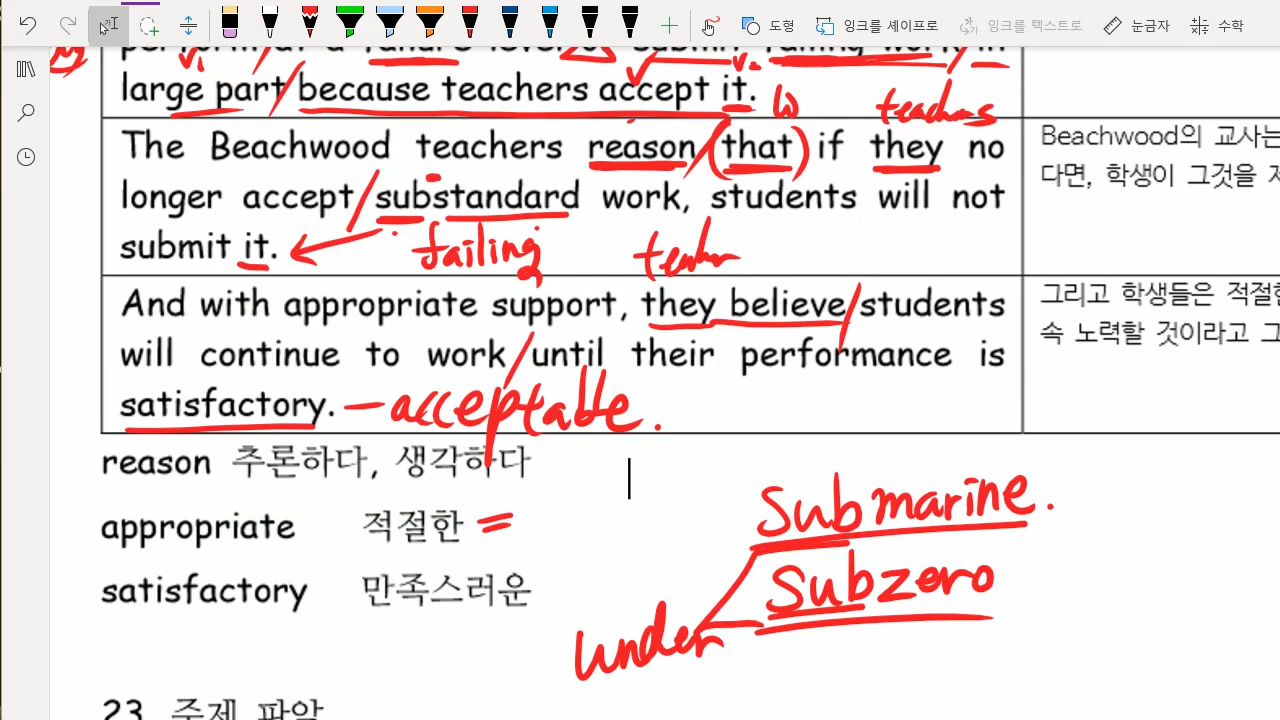 도형 잉크를 셰이프로 잉크를 텍스트로 눈금자 수학
large part because teachers accept it.
W teachers
The Beachwood teachers reason (that) if they no
longer accept substandard work, students will not
submit it.
failing
And with appropriate support, they believe students
will continue to work until their performance is
satisfactory. - acceptable.
Beachwood의 교사는
다면, 학생이 그것을
그리고 학생들은
속 노력할 것이라고 그
reason 추론하다, 생각하다
appropriate 적절한 =
satisfactory 만족스러운
Submarine.
Subzero
under
23 주제 파악